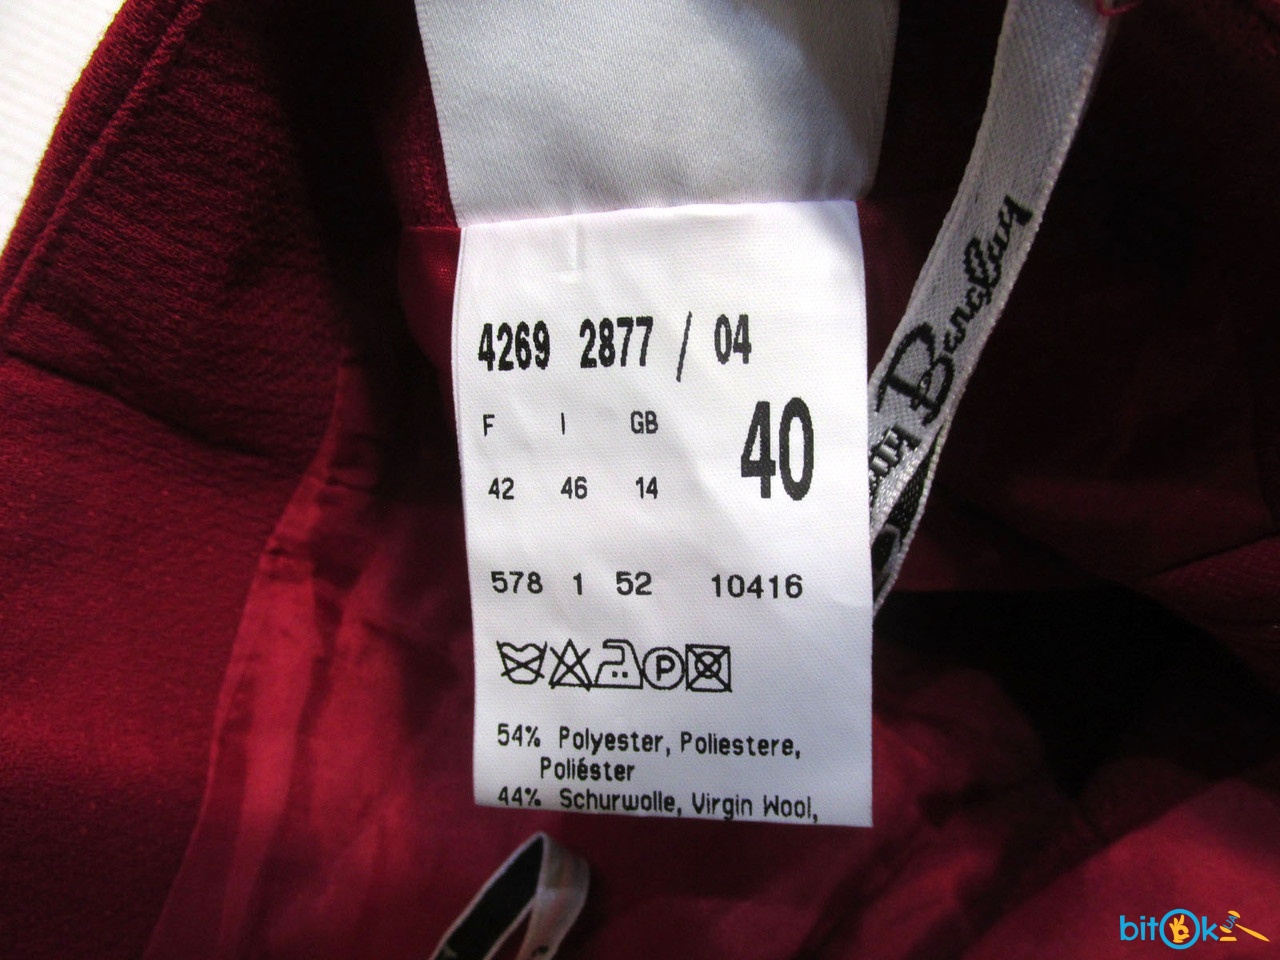 4269 2877 / 04
F I GB
40
42 46 14
578 1 52 10416
P
54% Polyester, Poliestere,
Poliéster
44% Schurwolle, Virgin Wool,
Barclay
bitOk UA